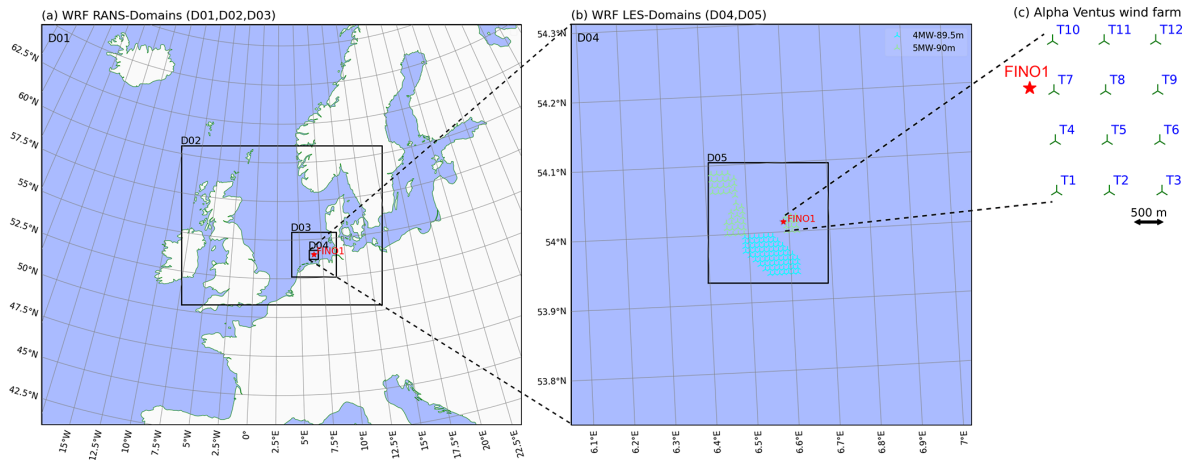 (a) WRF RANS-Domains (D01,D02,D03)
D01
D02
D03
D04
FINO1
62.5°N
60°N
57.5°N
55°N
52.5°N
50°N
47.5°N
45°N
42.5°N
15°W
12.5°W
10°W
7.5°W
5°W
2.5°W
0°
2.5°E
5°E
7.5°E
10°E
12.5°E
15°E
17.5°E
20°E
22.5°E
(b) WRF LES-Domains (D04,D05)
D04
4MW-89.5m
5MW-90m
D05
FINO1
54.3°N
54.2°N
54.1°N
54°N
53.9°N
53.8°N
6.1°E
6.2°E
6.3°E
6.4°E
6.5°E
6.6°E
6.7°E
6.8°E
6.9°E
7°E
(c) Alpha Ventus wind farm
T10 T11 T12
FINO1
T7 T8 T9
T4 T5 T6
T1 T2 T3
500 m